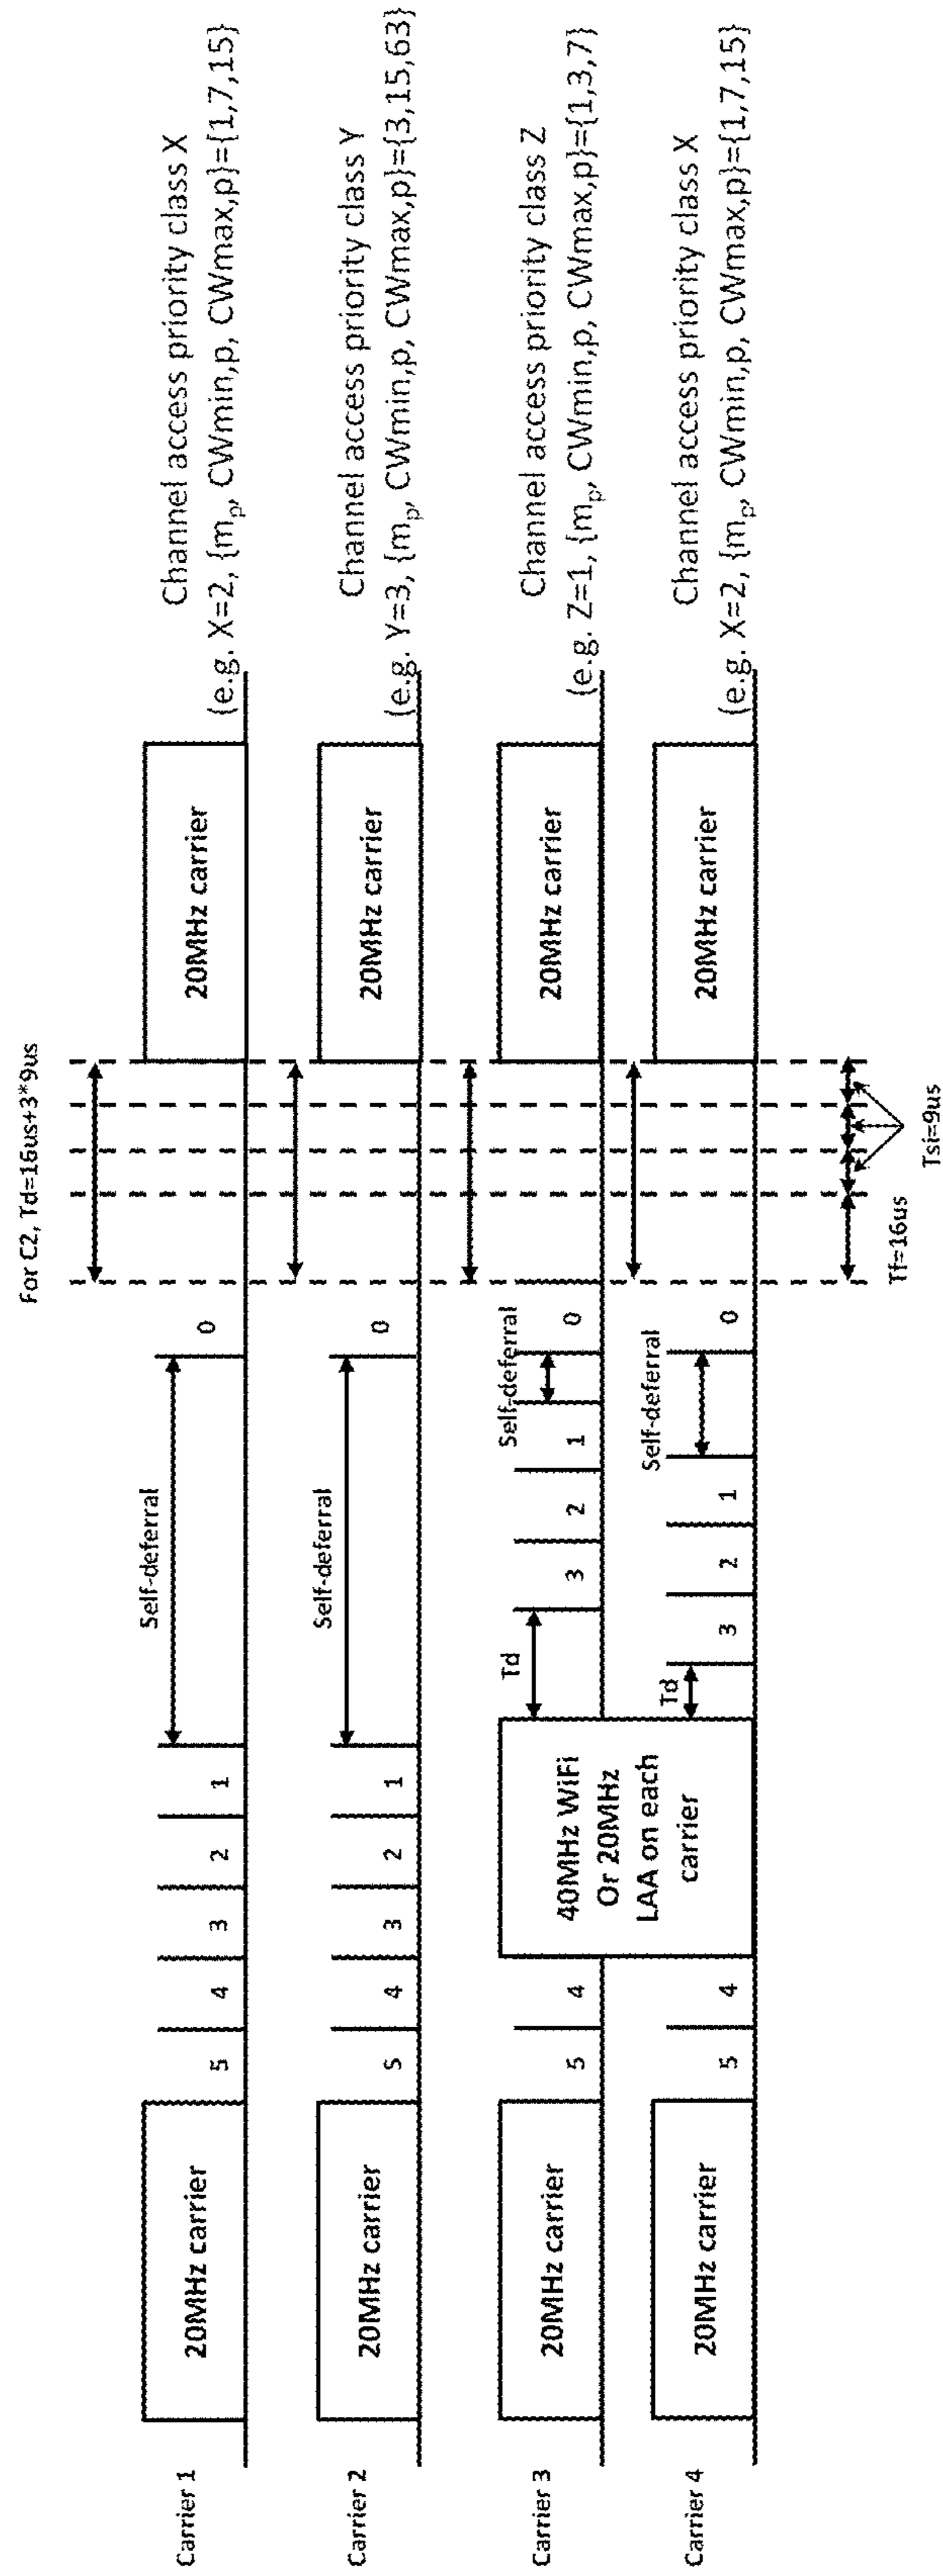 For C2, Td=16us+3*9us
Carrier 1
20MHz carrier
5
4
3
2
1
Self-deferral
0
20MHz carrier
Channel access priority class X
(e.g. X=2, {mp, CWmin,p, CWmax,p}={1,7,15}
Carrier 2
20MHz carrier
5
4
3
2
1
Self-deferral
0
20MHz carrier
Channel access priority class Y
(e.g. Y=3, {mp, CWmin,p, CWmax,p}={3,15,63}
Carrier 3
20MHz carrier
5
4
40MHz WiFi
Or 20MHz
LAA on each
carrier
Td
3
2
1
Self-deferral
0
20MHz carrier
Channel access priority class Z
(e.g. Z=1, {mp, CWmin,p, CWmax,p}={1,3,7}
Carrier 4
20MHz carrier
5
4
Td
3
2
1
Self-deferral
0
20MHz carrier
Channel access priority class X
(e.g. X=2, {mp, CWmin,p, CWmax,p}={1,7,15}
Tf=16us
Tsi=9us